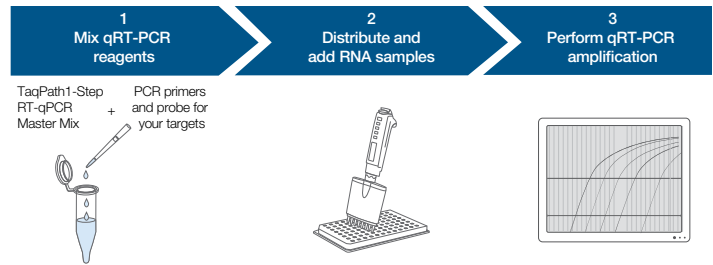 1
Mix qRT-PCR
reagents
2
Distribute and
add RNA samples
3
Perform qRT-PCR
amplification
TaqPath1-Step
RT-qPCR
Master Mix
+
PCR primers
and probe for
your targets